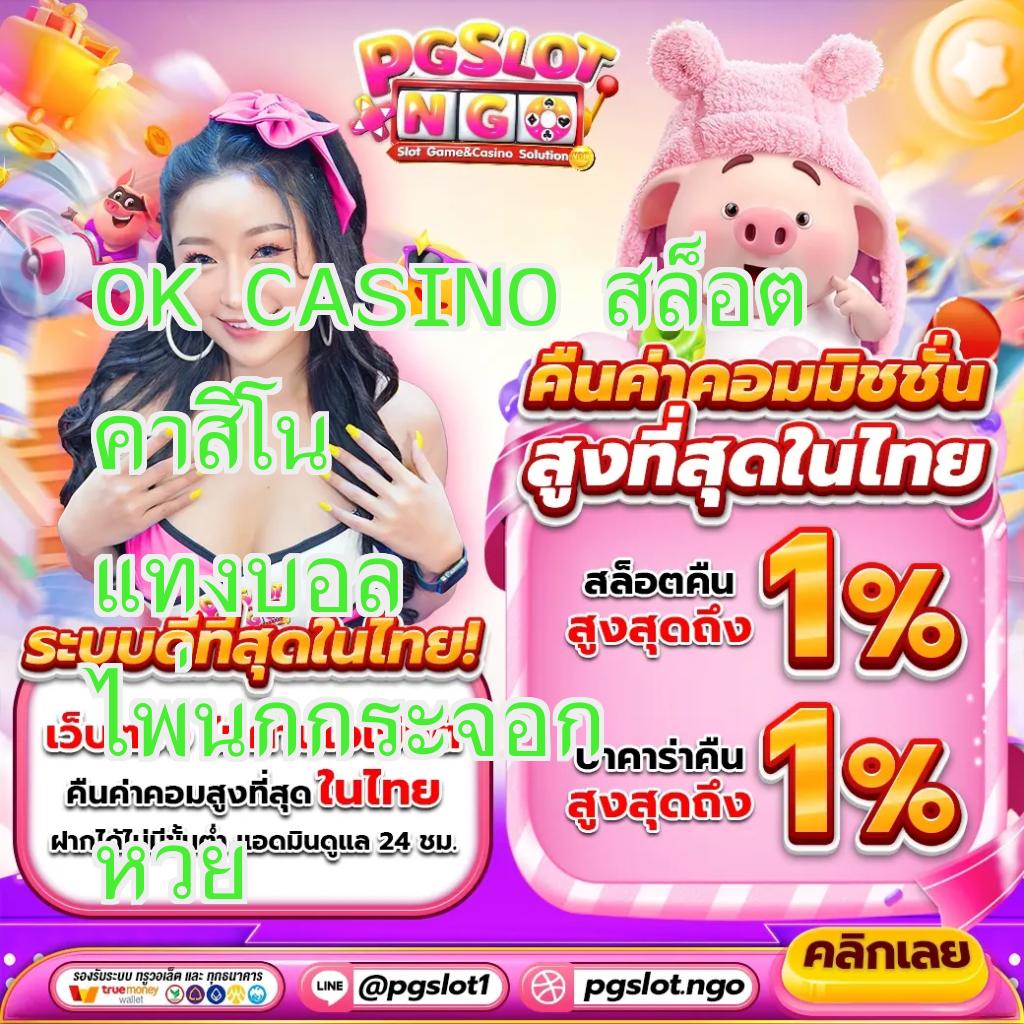 PGSLOT
NGO
Slot Game&Casino Solution
OK CASINO สล็อต
คาสิโน
แทงบอล
ไพ่นกกระจอก
หวย
คืนค่าคอมมิชชั่น
สูงที่สุดในไทย
สล็อตคืน
สูงสุดถึง
1%
บาคาร่าคืน
สูงสุดถึง
1%
ระบบดีที่สุดในไทย!
คืนค่าคอมสูงที่สุด ในไทย
ฝากได้ไม่มีขั้นต่ำ แอดมินดูแล 24 ชม.
คลิกเลย
รองรับระบบ ทรูวอเล็ต และ ทุกธนาคาร
truemoney
wallet
LINE @pgslot1
pgslot.ngo